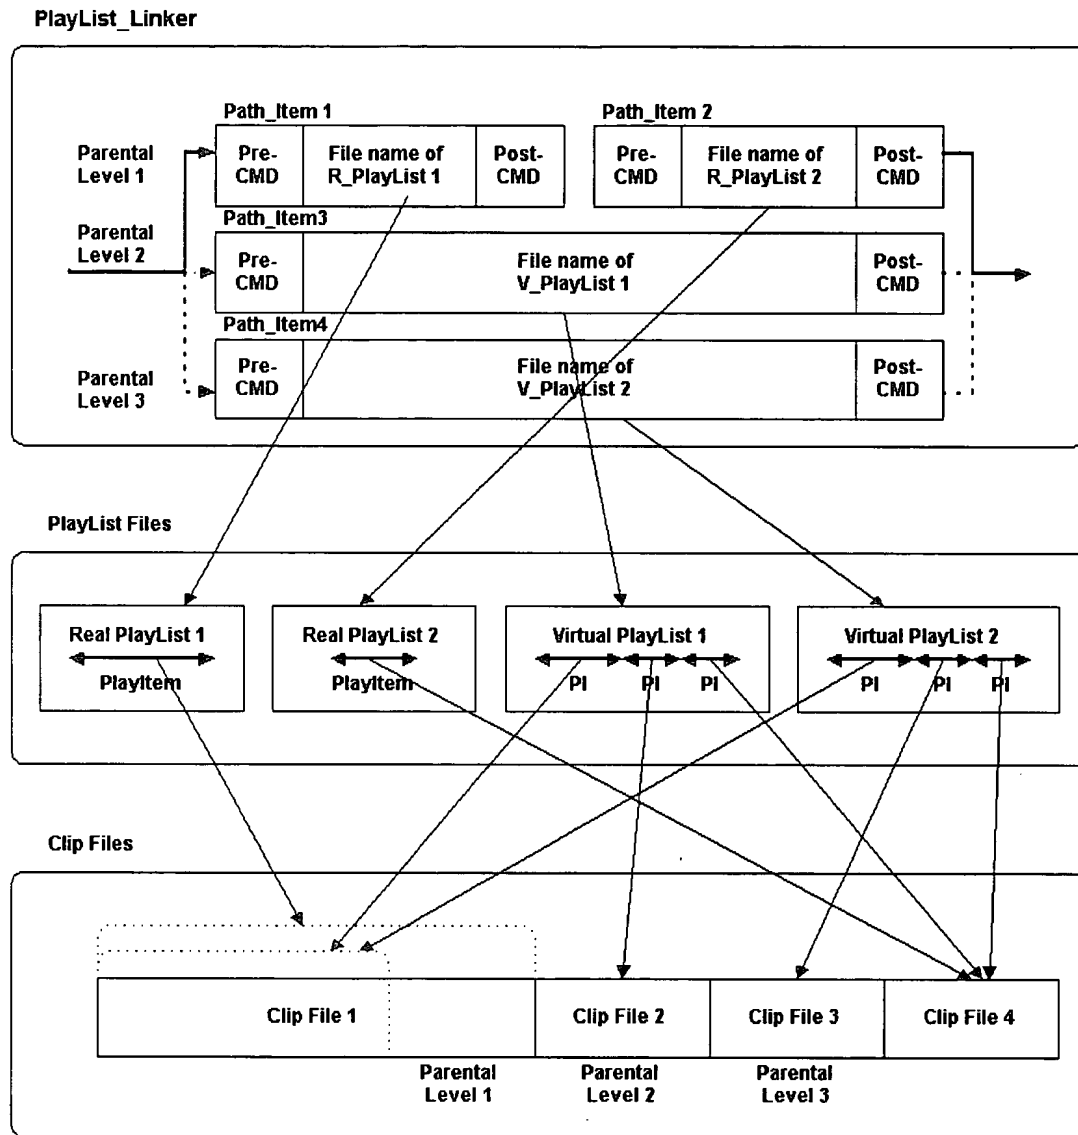 PlayList_Linker
Path_Item 1
Path_Item 2
Parental
Level 1
Pre-
CMD
File name of
R_PlayList 1
Post-
CMD
Pre-
CMD
File name of
R_PlayList 2
Post-
CMD
Parental
Level 2
Path_Item3
Pre-
CMD
File name of
V_PlayList 1
Post-
CMD
Path_Item4
Parental
Level 3
Pre-
CMD
File name of
V_PlayList 2
Post-
CMD
PlayList Files
Real PlayList 1
PlayItem
Real PlayList 2
PlayItem
Virtual PlayList 1
PI
PI
PI
Virtual PlayList 2
PI
PI
PI
Clip Files
Clip File 1
Clip File 2
Clip File 3
Clip File 4
Parental
Level 1
Parental
Level 2
Parental
Level 3